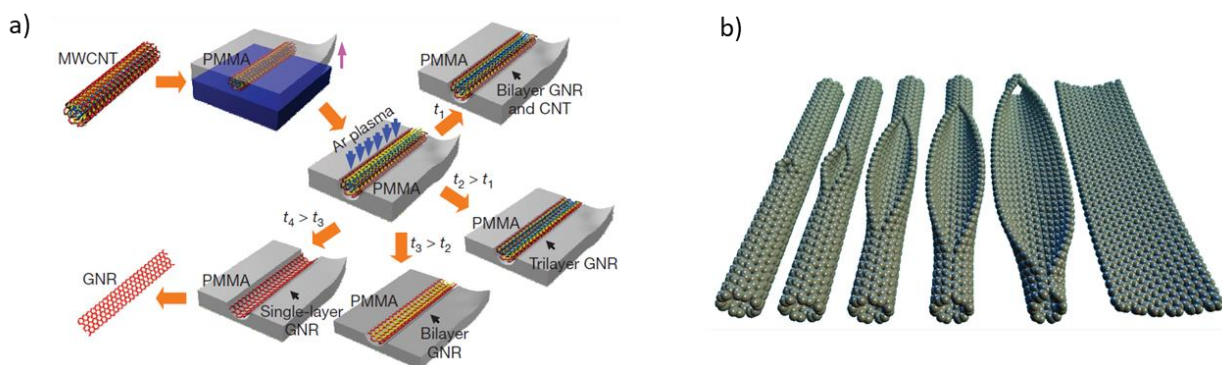 a)
MWCNT
PMMA
PMMA
Bilayer GNR
and CNT
t₁
Ar plasma
PMMA
t₂ > t₁
PMMA
Trilayer GNR
t₄ > t₃
t₃ > t₂
GNR
PMMA
Single-layer
GNR
PMMA
Bilayer
GNR
b)